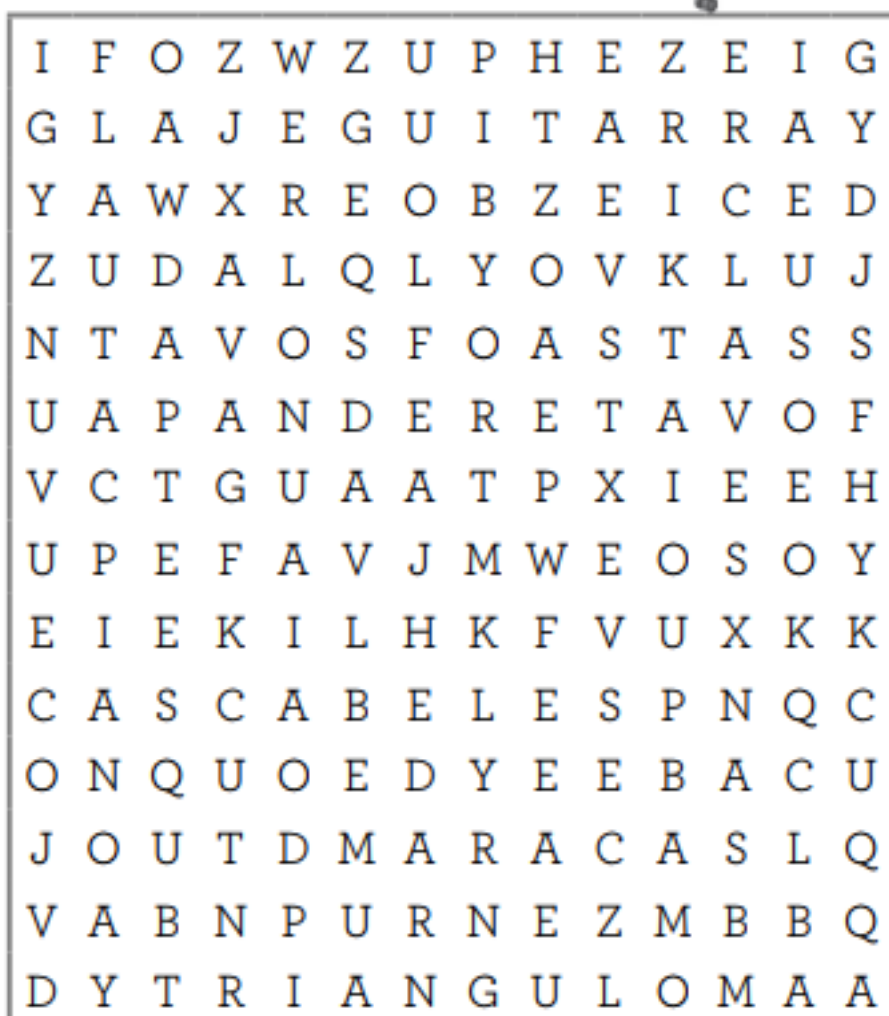 I F O Z W Z U P H E Z E I G
G L A J E G U I T A R R A Y
Y A W X R E O B Z E I C E D
Z U D A L Q L Y O V K L U J
N T A V O S F O A S T A S S
U A P A N D E R E T A V O F
V C T G U A A T P X I E E H
U P E F A V J M W E O S O Y
E I E K I L H K F V U X K K
C A S C A B E L E S P N Q C
O N Q U O E D Y E E B A C U
J O U T D M A R A C A S L Q
V A B N P U R N E Z M B B Q
D Y T R I A N G U L O M A A